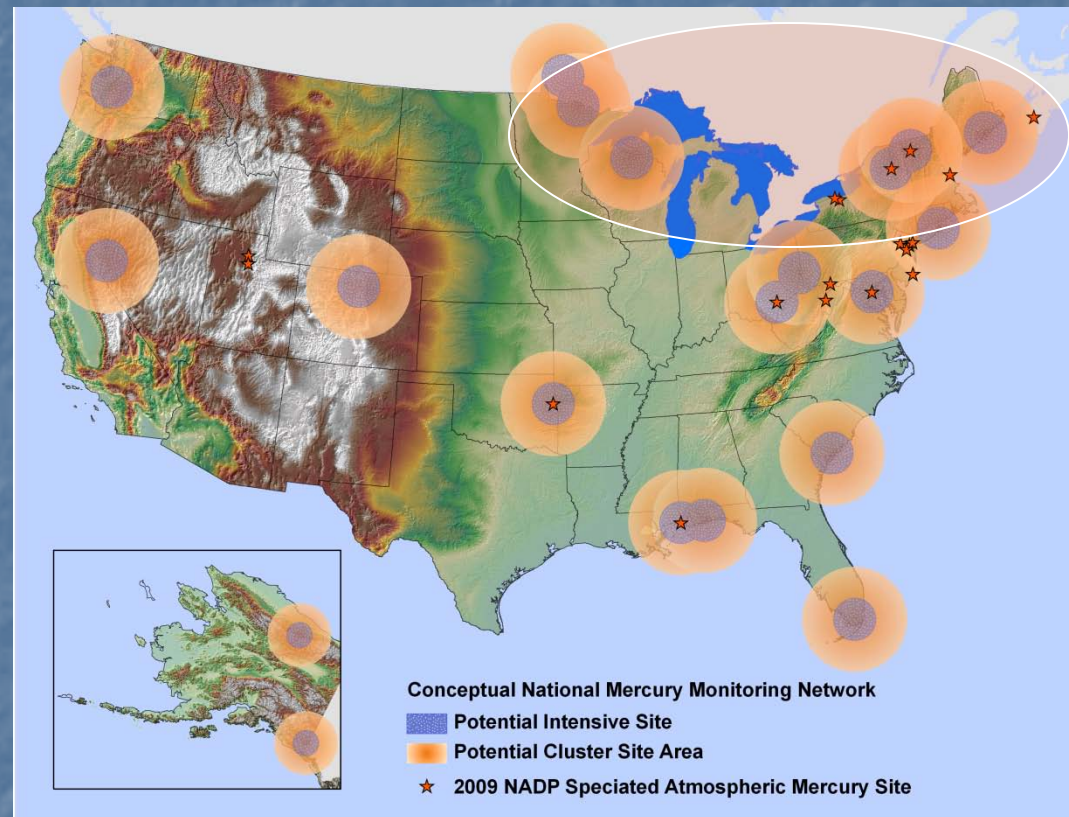 Conceptual National Mercury Monitoring Network
Potential Intensive Site
Potential Cluster Site Area
2009 NADP Speciated Atmospheric Mercury Site